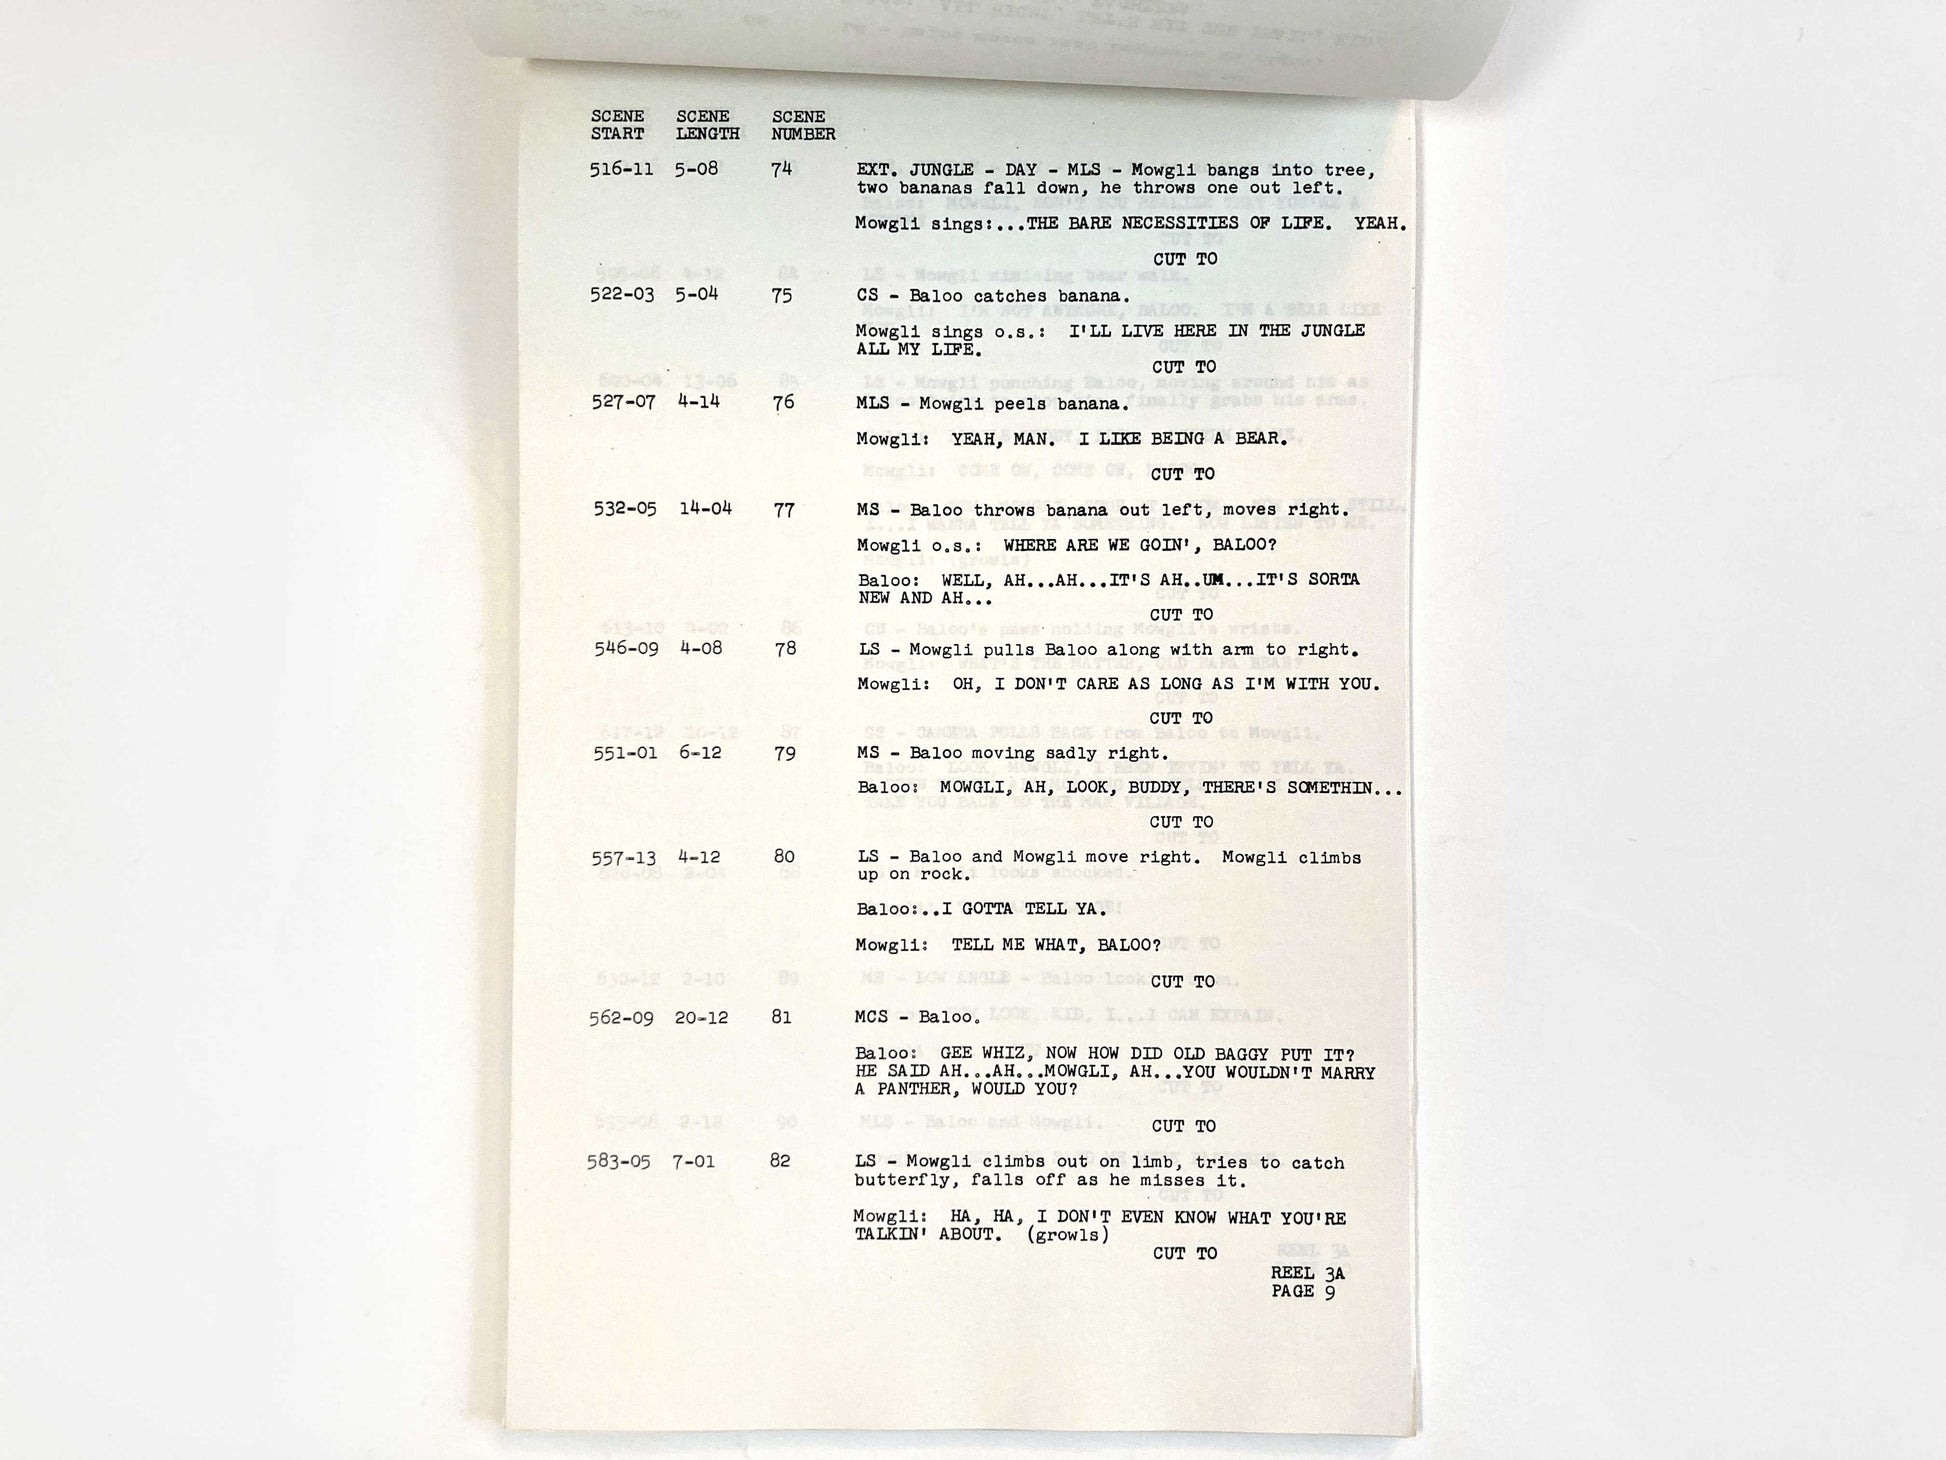 SCENE SCENE SCENE
START LENGTH NUMBER
516-11 5-08 74 EXT. JUNGLE - DAY - MLS - Mowgli bangs into tree,
two bananas fall down, he throws one out left.
Mowgli sings:...THE BARE NECESSITIES OF LIFE. YEAH.
CUT TO
522-03 5-04 75 CS - Baloo catches banana.
Mowgli sings o.s.: I'LL LIVE HERE IN THE JUNGLE
ALL MY LIFE.
CUT TO
527-07 4-14 76 MLS - Mowgli peels banana.
Mowgli: YEAH, MAN. I LIKE BEING A BEAR.
CUT TO
532-05 14-04 77 MS - Baloo throws banana out left, moves right.
Mowgli o.s.: WHERE ARE WE GOIN', BALOO?
Baloo: WELL, AH...AH...IT'S AH..UM...IT'S SORTA
NEW AND AH...
CUT TO
546-09 4-08 78 LS - Mowgli pulls Baloo along with arm to right.
Mowgli: OH, I DON'T CARE AS LONG AS I'M WITH YOU.
CUT TO
551-01 6-12 79 MS - Baloo moving sadly right.
Baloo: MOWGLI, AH, LOOK, BUDDY, THERE'S SOMETHIN...
CUT TO
557-13 4-12 80 LS - Baloo and Mowgli move right. Mowgli climbs
up on rock.
Baloo:..I GOTTA TELL YA.
Mowgli: TELL ME WHAT, BALOO?
CUT TO
562-09 20-12 81 MCS - Baloo.
Baloo: GEE WHIZ, NOW HOW DID OLD BAGGY PUT IT?
HE SAID AH...AH...MOWGLI, AH...YOU WOULDN'T MARRY
A PANTHER, WOULD YOU?
CUT TO
583-05 7-01 82 LS - Mowgli climbs out on limb, tries to catch
butterfly, falls off as he misses it.
Mowgli: HA, HA, I DON'T EVEN KNOW WHAT YOU'RE
TALKIN' ABOUT. (growls)
CUT TO
REEL 3A
PAGE 9